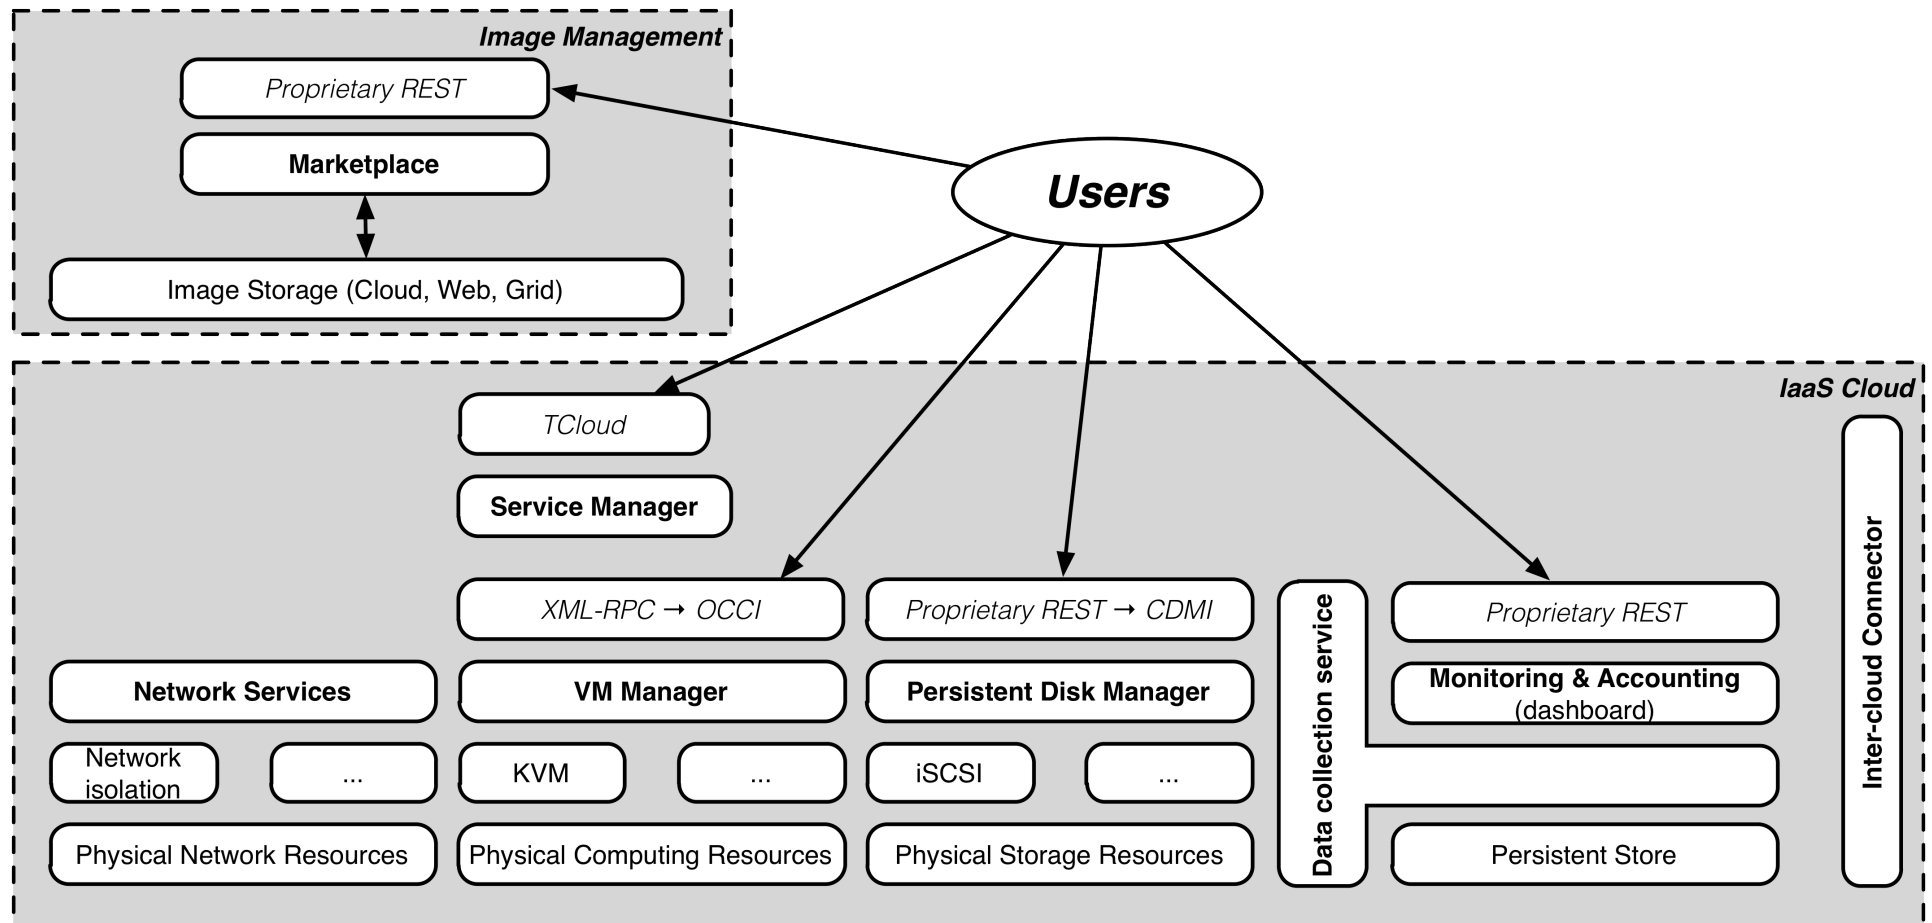 Image Management
Proprietary REST
Marketplace
Image Storage (Cloud, Web, Grid)
Users
IaaS Cloud
TCloud
Service Manager
XML-RPC → OCCI
Proprietary REST → CDMI
Proprietary REST
Network Services
VM Manager
Persistent Disk Manager
Monitoring & Accounting
(dashboard)
Network
isolation
...
KVM
...
iSCSI
...
Physical Network Resources
Physical Computing Resources
Physical Storage Resources
Data collection service
Persistent Store
Inter-cloud Connector